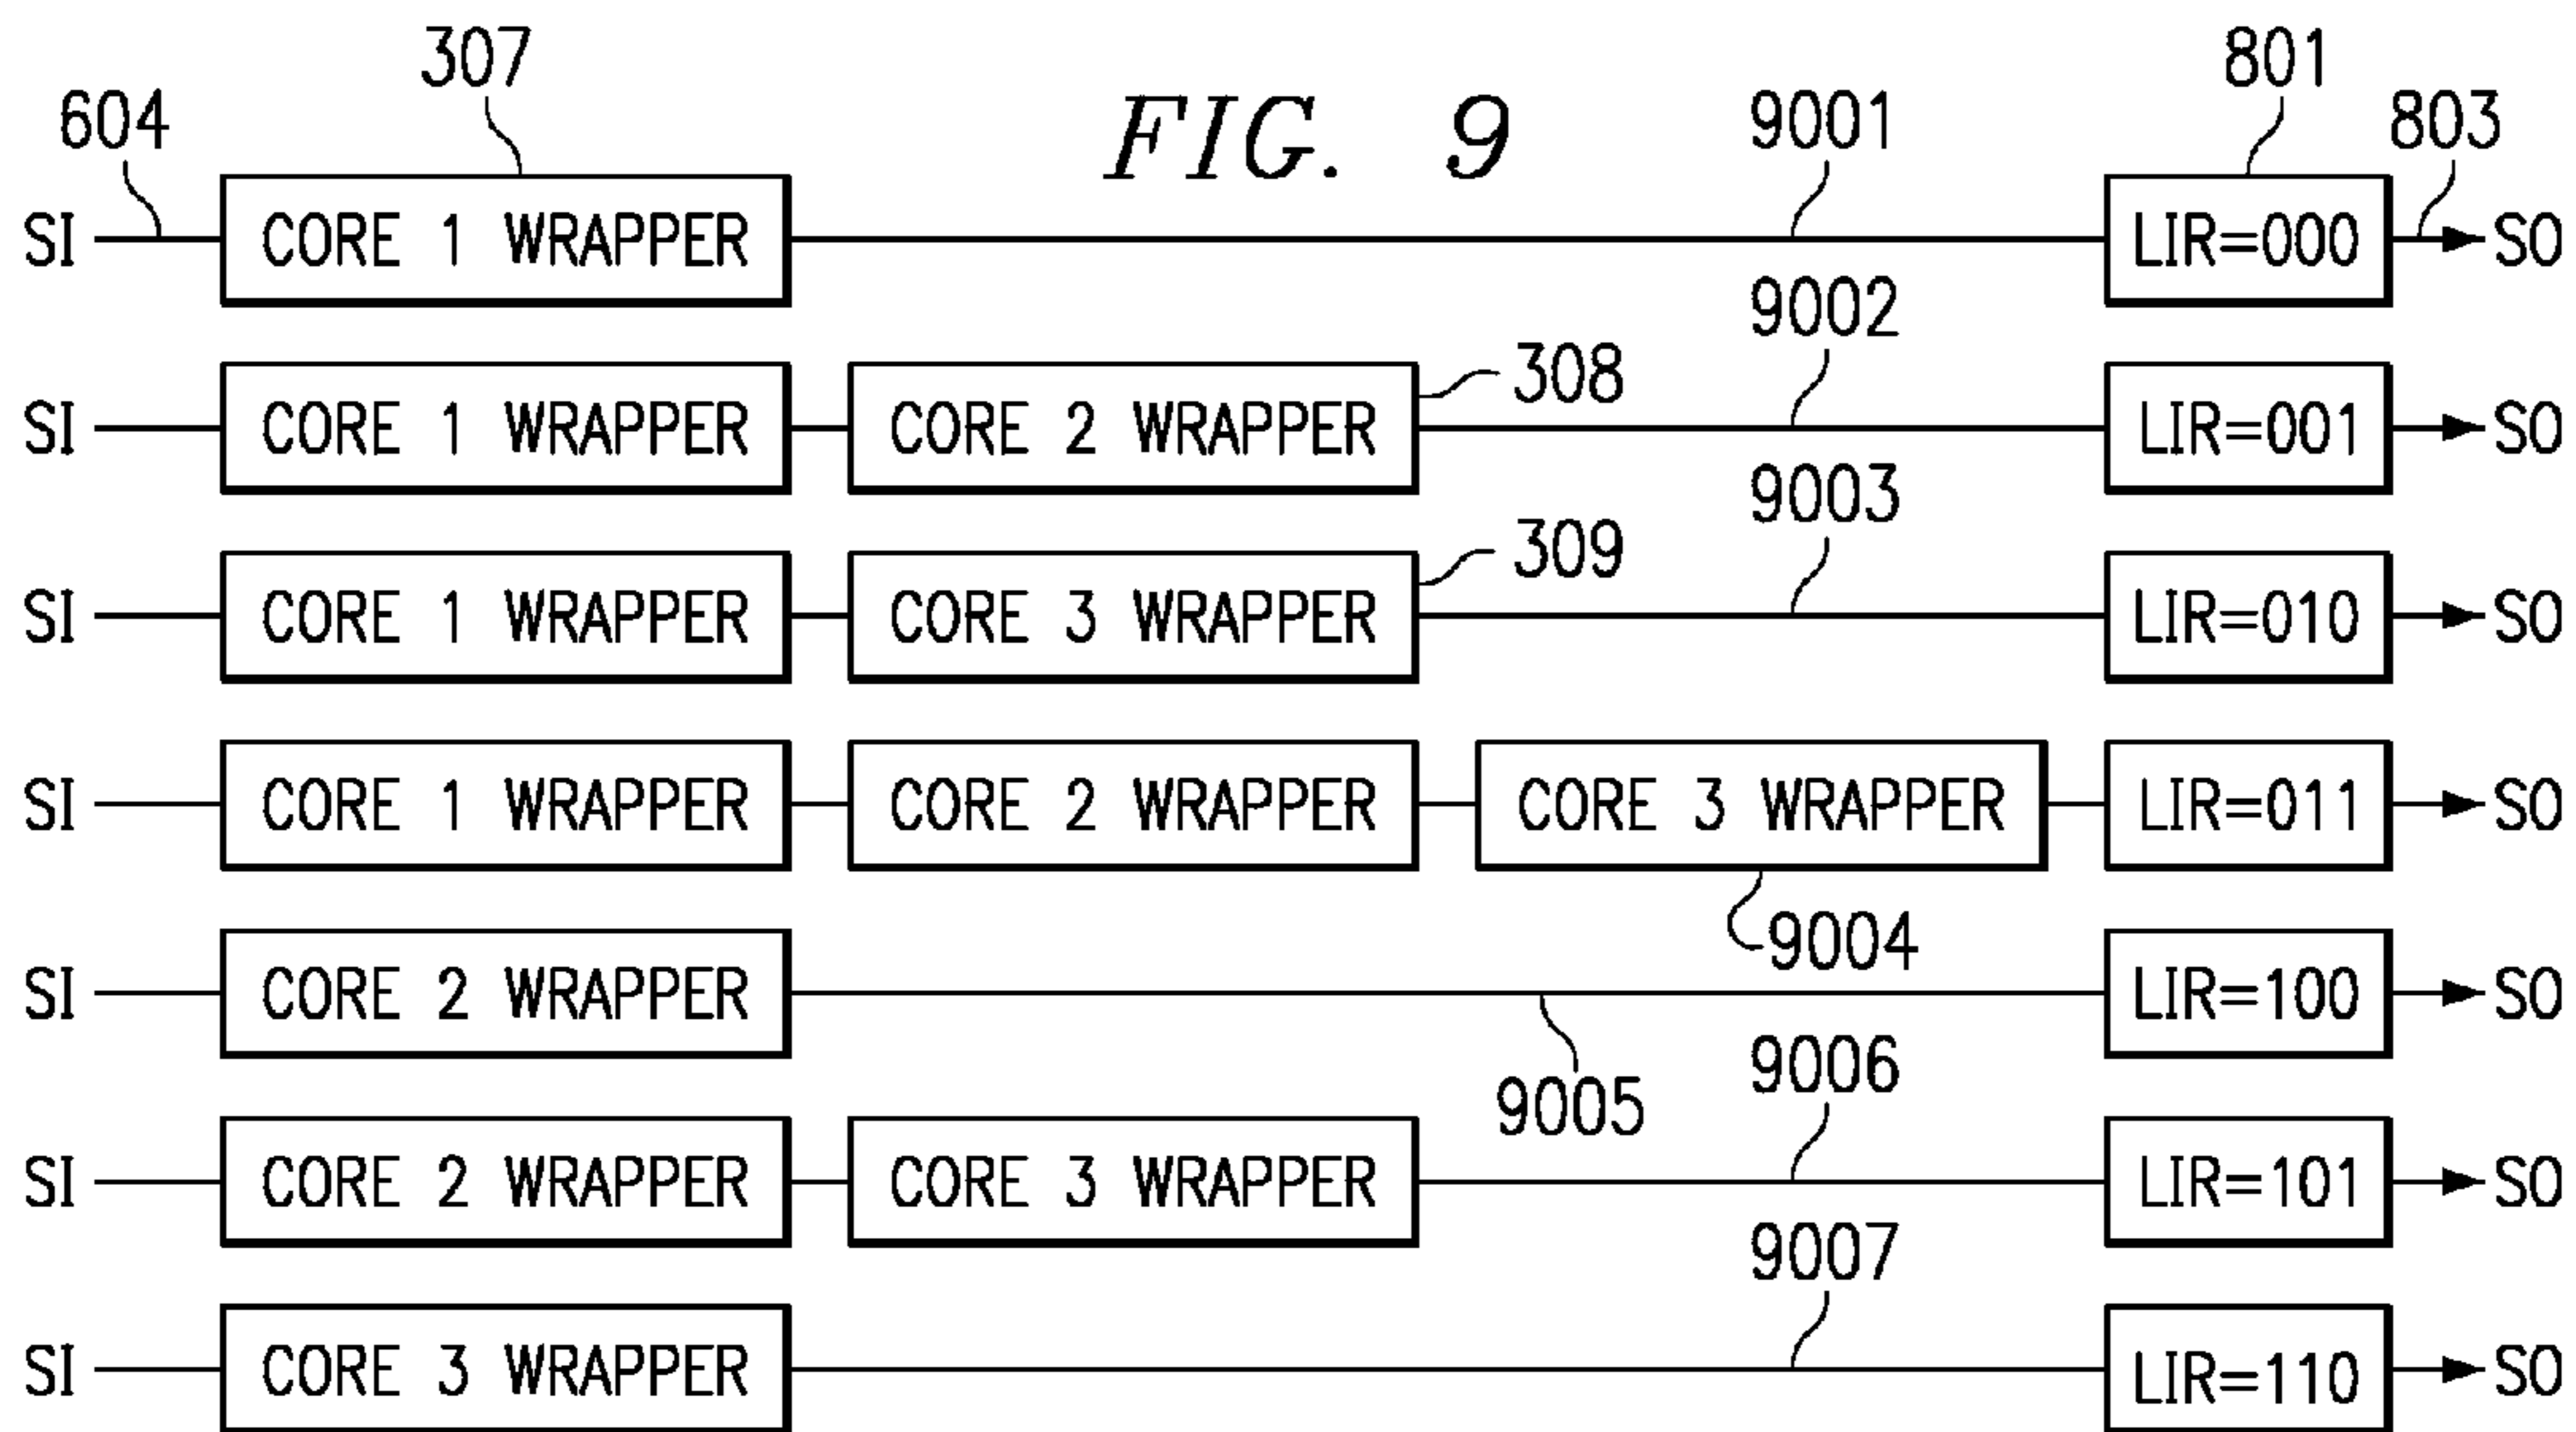 307
801
604
FIG. 9
9001
803
SI CORE 1 WRAPPER LIR=000 SO
9002
308
SI CORE 1 WRAPPER CORE 2 WRAPPER LIR=001 SO
9003
309
SI CORE 1 WRAPPER CORE 3 WRAPPER LIR=010 SO
SI CORE 1 WRAPPER CORE 2 WRAPPER CORE 3 WRAPPER LIR=011 SO
9004
SI CORE 2 WRAPPER LIR=100 SO
9006
9005
SI CORE 2 WRAPPER CORE 3 WRAPPER LIR=101 SO
9007
SI CORE 3 WRAPPER LIR=110 SO